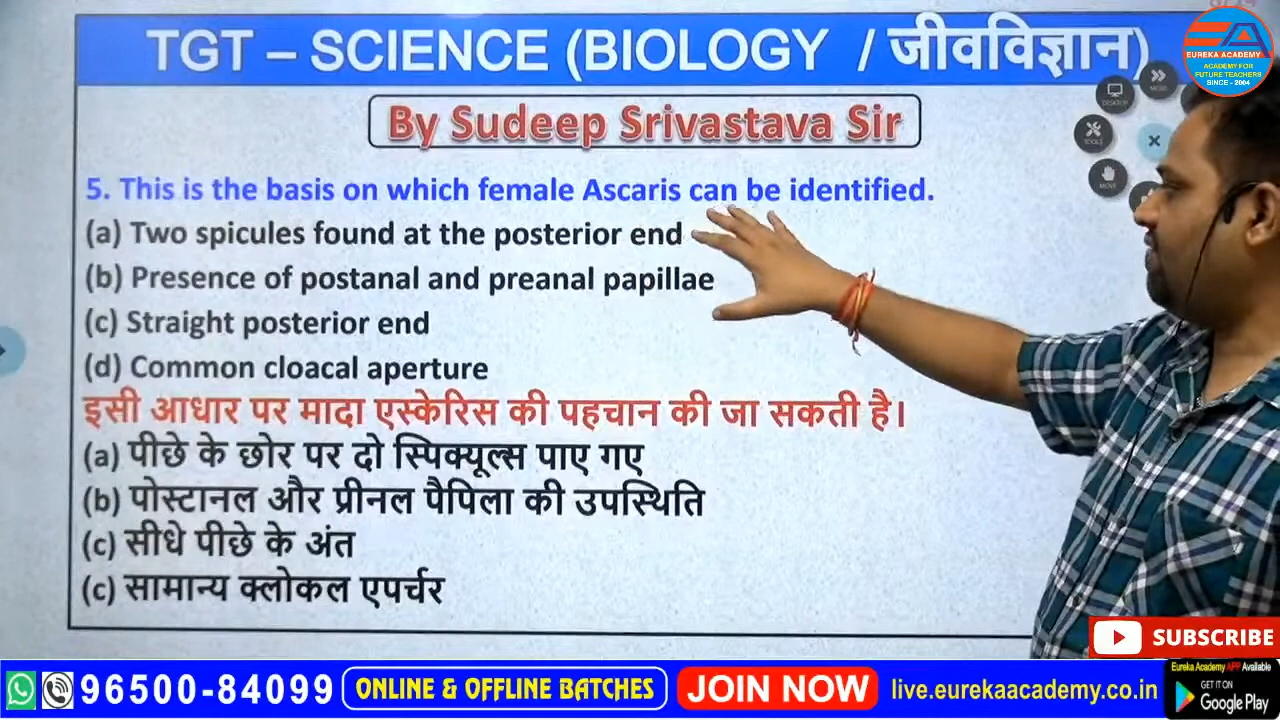 TGT – SCIENCE (BIOLOGY / जीवविज्ञान)
EUREKA ACADEMY
ACADEMY FOR
FUTURE TEACHERS
SINCE - 2004
DESKTOP
MORE
TOOLS
MOVE
By Sudeep Srivastava Sir
5. This is the basis on which female Ascaris can be identified.
(a) Two spicules found at the posterior end
(b) Presence of postanal and preanal papillae
(c) Straight posterior end
(d) Common cloacal aperture
इसी आधार पर मादा एस्केरिस की पहचान की जा सकती है।
(a) पीछे के छोर पर दो स्पिक्यूल्स पाए गए
(b) पोस्टानल और प्रीनल पैपिला की उपस्थिति
(c) सीधे पीछे के अंत
(c) सामान्य क्लोकल एपर्चर
SUBSCRIBE
96500-84099
ONLINE & OFFLINE BATCHES
JOIN NOW
live.eurekaacademy.co.in
Eureka Academy APP Available
GET IT ON
Google Play